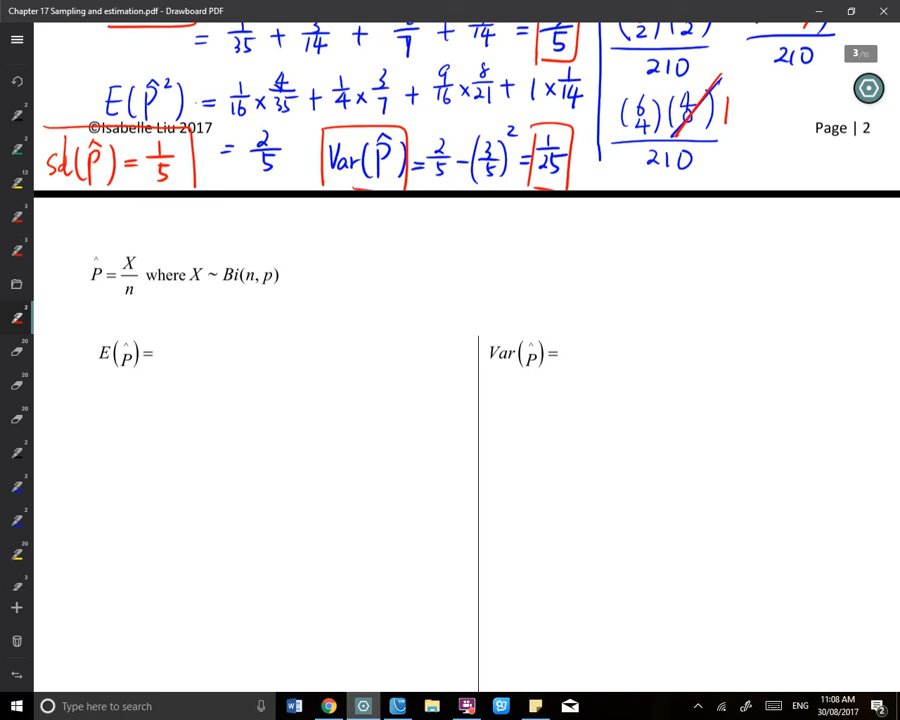 Chapter 17 Sampling and estimation.pdf - Drawboard PDF
= 1/35 + 3/14 + /7 + /14 = /5
210
210
3/10
E(P̂²) = 1/16 × 4/35 + 1/4 × 3/7 + 9/16 × 8/21 + 1 × 1/14
(6 4)(4 0) 1
210
©Isabelle Liu 2017
Page | 2
sd(P̂) = 1/5
= 2/5
Var(P̂) = 2/5 - (3/5)² = 1/25
P̂ = X/n where X ~ Bi(n, p)
E(P̂) =
Var(P̂) =
Type here to search
ENG
11:08 AM
30/08/2017